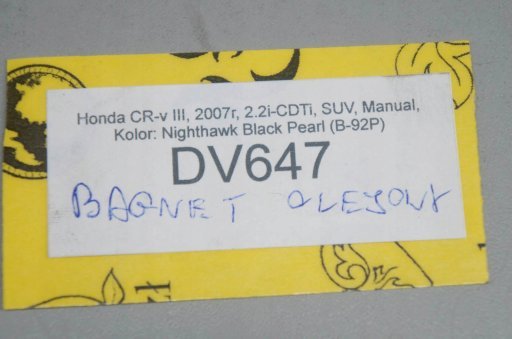 Honda CR-v III, 2007r, 2.2i-CDTi, SUV, Manual,
Kolor: Nighthawk Black Pearl (B-92P)
DV647
BAGNET OLEJOWY